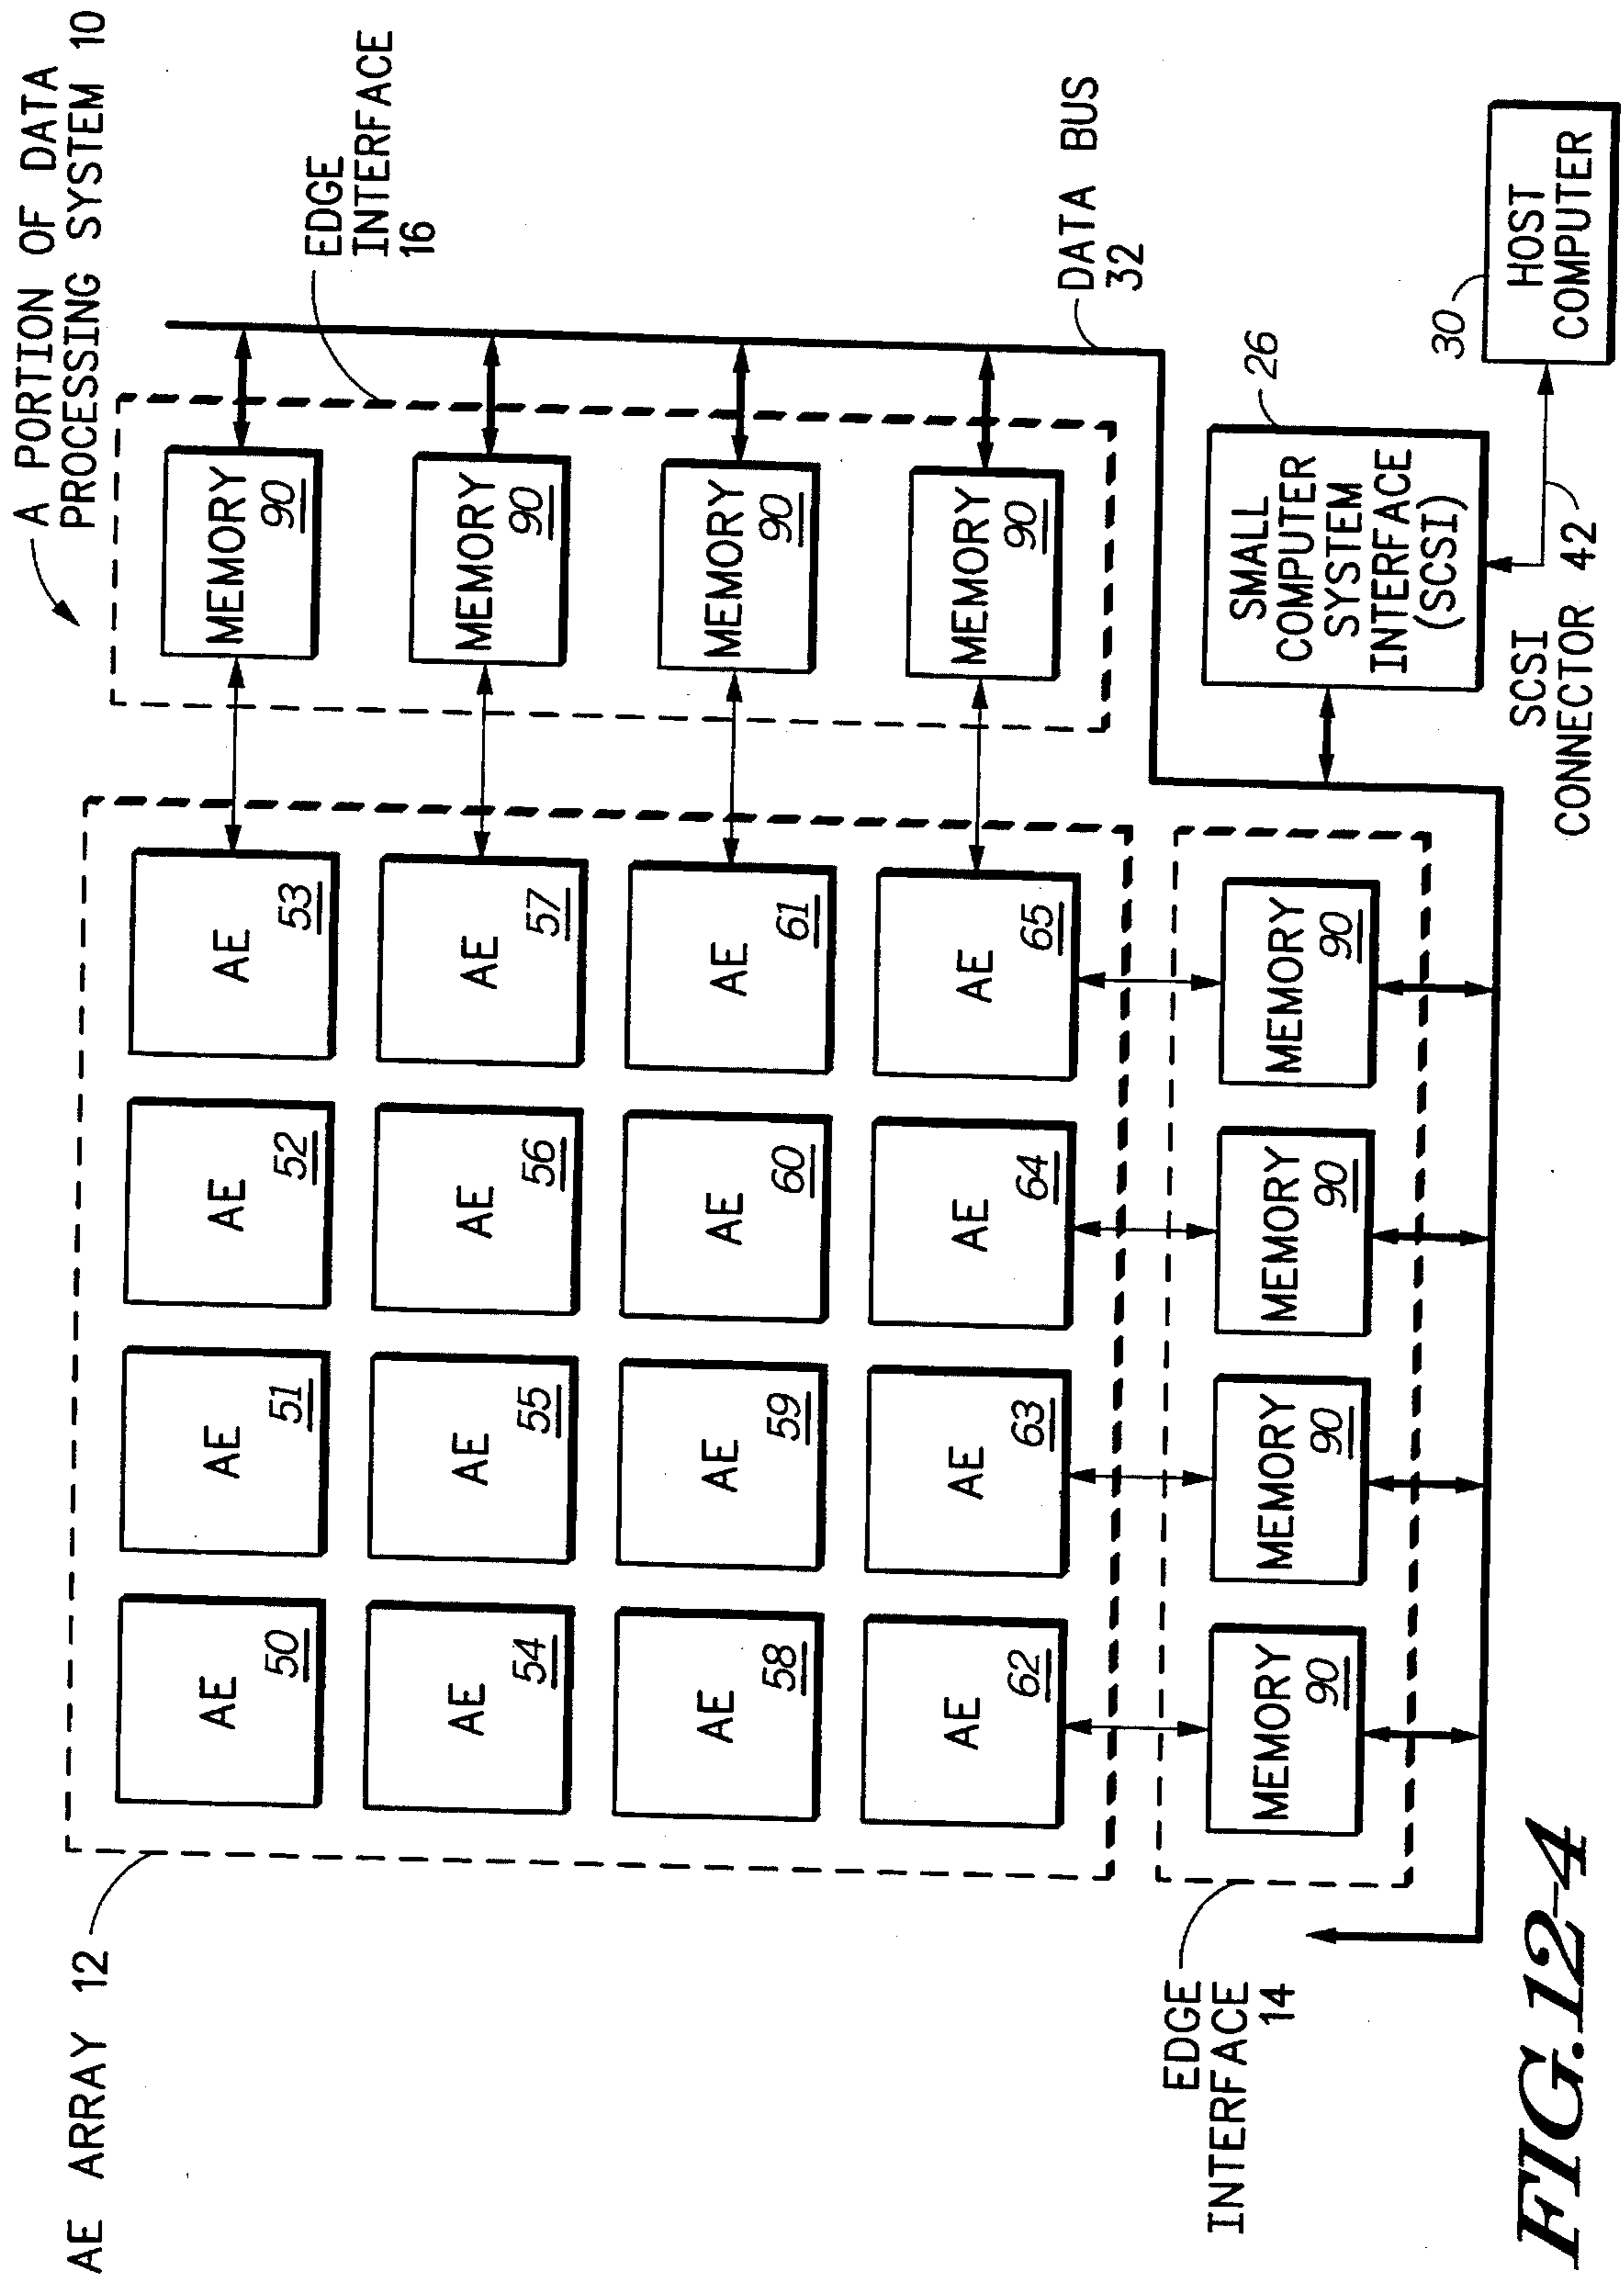 A PORTION OF DATA
PROCESSING SYSTEM 10
AE ARRAY 12
EDGE
INTERFACE
16
AE
50
AE
51
AE
52
AE
53
MEMORY
90
AE
54
AE
55
AE
56
AE
57
MEMORY
90
AE
58
AE
59
AE
60
AE
61
MEMORY
90
AE
62
AE
63
AE
64
AE
65
MEMORY
90
DATA BUS
32
EDGE
INTERFACE
14
MEMORY
90
MEMORY
90
MEMORY
90
MEMORY
90
SMALL
COMPUTER
SYSTEM
INTERFACE
(SCSI)
26
SCSI
CONNECTOR 42
30
HOST
COMPUTER
FIG.12-4